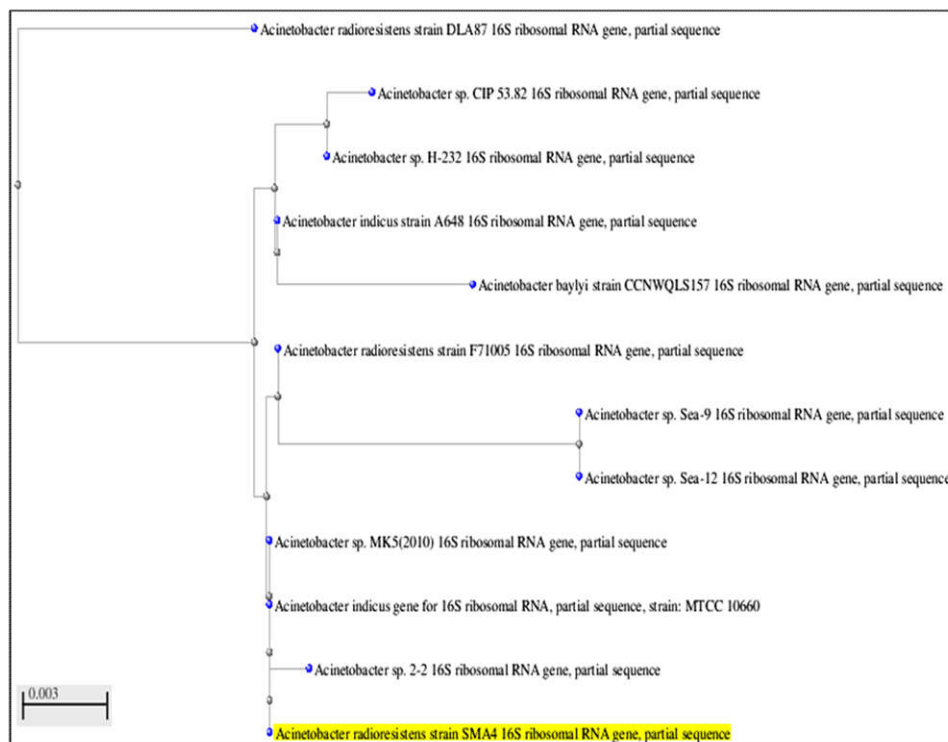 Acinetobacter radioresistens strain DLA87 16S ribosomal RNA gene, partial sequence
Acinetobacter sp. CIP 53.82 16S ribosomal RNA gene, partial sequence
Acinetobacter sp. H-232 16S ribosomal RNA gene, partial sequence
Acinetobacter indicus strain A648 16S ribosomal RNA gene, partial sequence
Acinetobacter baylyi strain CCNWQLS157 16S ribosomal RNA gene, partial sequence
Acinetobacter radioresistens strain F71005 16S ribosomal RNA gene, partial sequence
Acinetobacter sp. Sea-9 16S ribosomal RNA gene, partial sequence
Acinetobacter sp. Sea-12 16S ribosomal RNA gene, partial sequence
Acinetobacter sp. MK5(2010) 16S ribosomal RNA gene, partial sequence
Acinetobacter indicus gene for 16S ribosomal RNA, partial sequence, strain: MTCC 10660
Acinetobacter sp. 2-2 16S ribosomal RNA gene, partial sequence
0.003
Acinetobacter radioresistens strain SMA4 16S ribosomal RNA gene, partial sequence